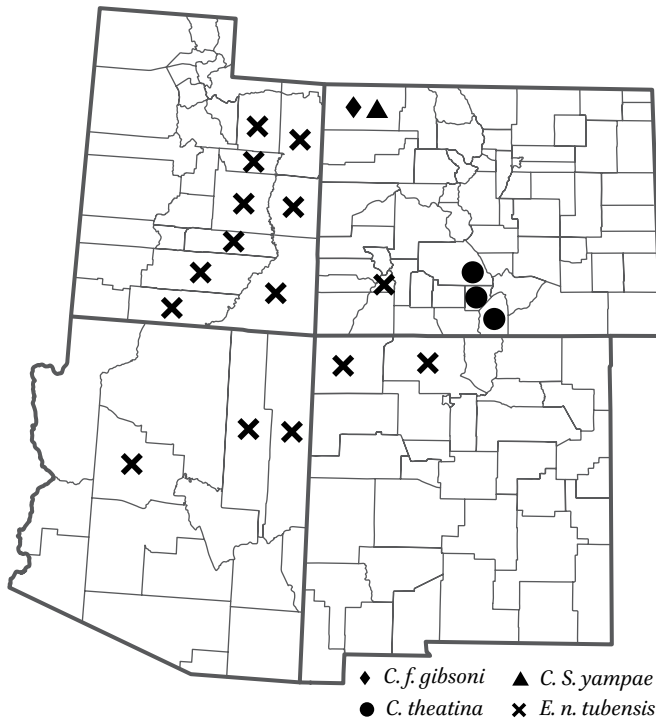 C. f. gibsoni C. S. yampae
C. theatina E. n. tubensis